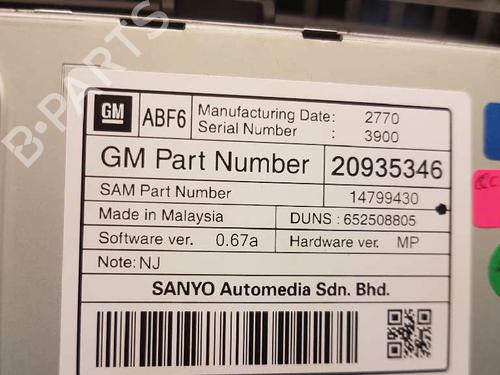 B-PARTS
GM
ABF6
Manufacturing Date: 2770
Serial Number : 3900
GM Part Number 20935346
SAM Part Number 14799430
Made in Malaysia DUNS : 652508805
Software ver. 0.67a Hardware ver. MP
Note: NJ
SANYO Automedia Sdn. Bhd.